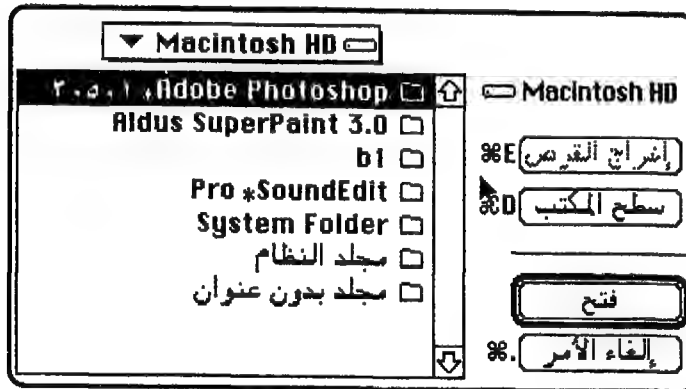 Macintosh HD
Adobe Photoshop ٢.٥.١
Aldus SuperPaint 3.0
b1
Pro *SoundEdit
System Folder
مجلد النظام
مجلد بدون عنوان
Macintosh HD
إخراج القرص ⌘E
سطح المكتب ⌘D
فتح
إلغاء الأمر ⌘.